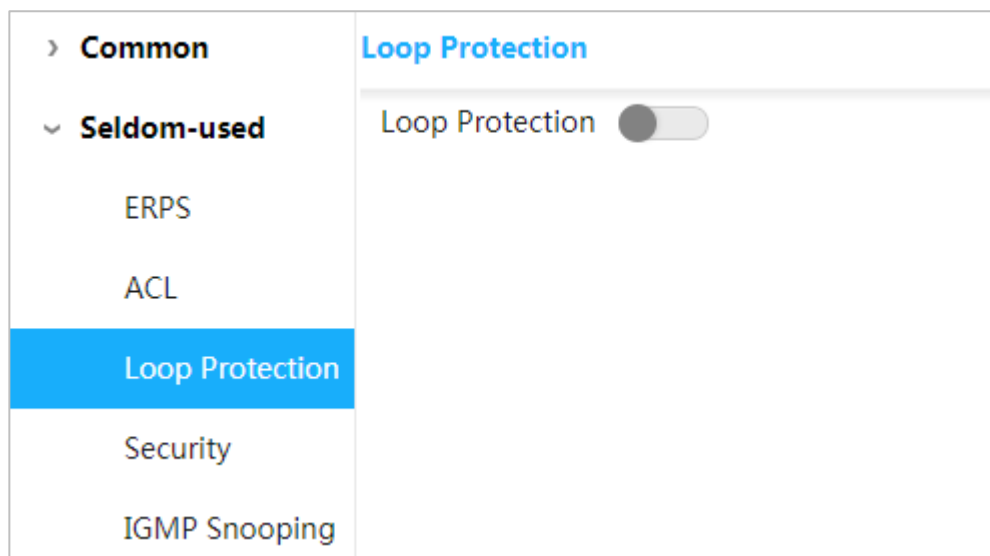 Common
Seldom-used
ERPS
ACL
Loop Protection
Security
IGMP Snooping
Loop Protection
Loop Protection